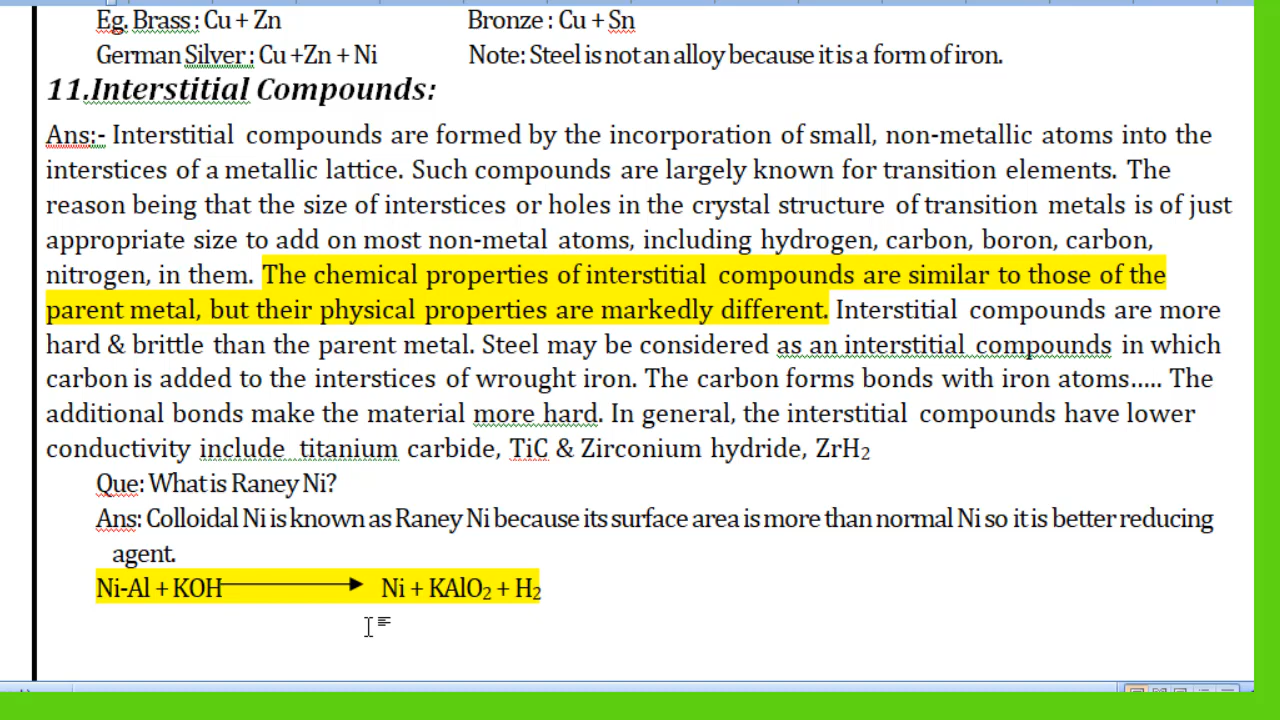 Eg. Brass : Cu + Zn Bronze : Cu + Sn
German Silver : Cu +Zn + Ni Note: Steel is not an alloy because it is a form of iron.
11.Interstitial Compounds:
Ans:- Interstitial compounds are formed by the incorporation of small, non-metallic atoms into the
interstices of a metallic lattice. Such compounds are largely known for transition elements. The
reason being that the size of interstices or holes in the crystal structure of transition metals is of just
appropriate size to add on most non-metal atoms, including hydrogen, carbon, boron, carbon,
nitrogen, in them. The chemical properties of interstitial compounds are similar to those of the
parent metal, but their physical properties are markedly different. Interstitial compounds are more
hard & brittle than the parent metal. Steel may be considered as an interstitial compounds in which
carbon is added to the interstices of wrought iron. The carbon forms bonds with iron atoms..... The
additional bonds make the material more hard. In general, the interstitial compounds have lower
conductivity include titanium carbide, TiC & Zirconium hydride, ZrH2
Que: What is Raney Ni?
Ans: Colloidal Ni is known as Raney Ni because its surface area is more than normal Ni so it is better reducing
agent.
Ni-Al + KOH → Ni + KAlO2 + H2